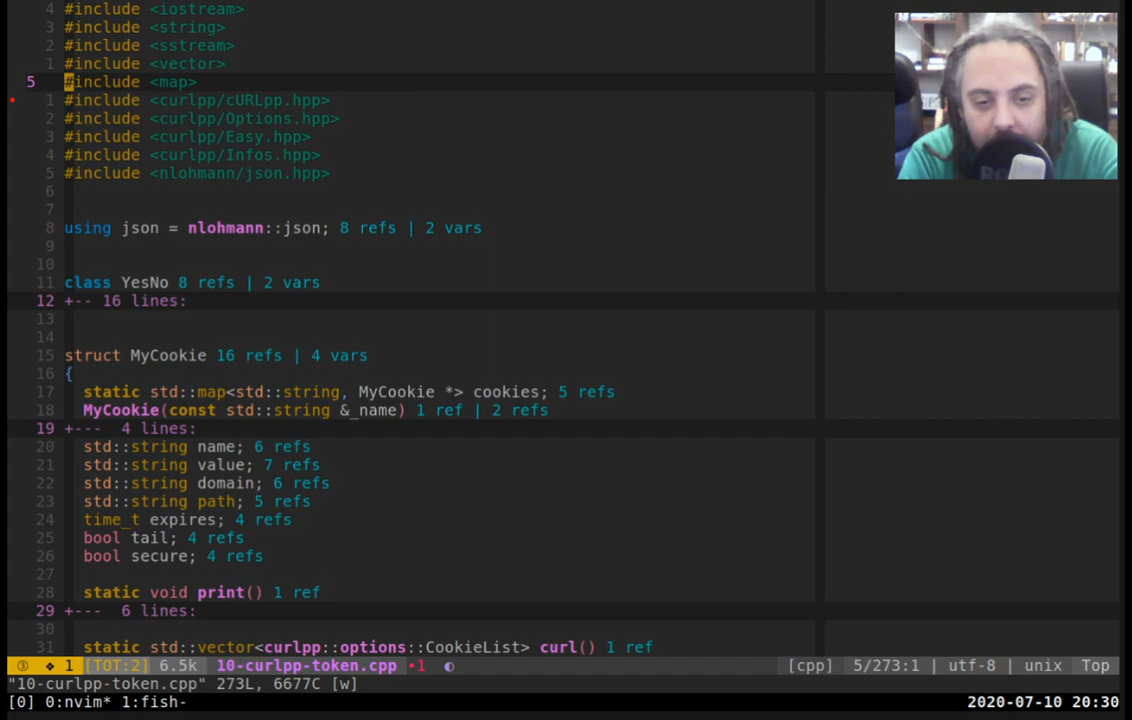 4 #include <iostream>
3 #include <string>
2 #include <sstream>
1 #include <vector>
5 #include <map>
1 #include <curlpp/cURLpp.hpp>
2 #include <curlpp/Options.hpp>
3 #include <curlpp/Easy.hpp>
4 #include <curlpp/Infos.hpp>
5 #include <nlohmann/json.hpp>
6
7
8 using json = nlohmann::json; 8 refs | 2 vars
9
10
11 class YesNo 8 refs | 2 vars
12 +-- 16 lines:
13
14
15 struct MyCookie 16 refs | 4 vars
16 {
17 static std::map<std::string, MyCookie *> cookies; 5 refs
18 MyCookie(const std::string &_name) 1 ref | 2 refs
19 +--- 4 lines:
20 std::string name; 6 refs
21 std::string value; 7 refs
22 std::string domain; 6 refs
23 std::string path; 5 refs
24 time_t expires; 4 refs
25 bool tail; 4 refs
26 bool secure; 4 refs
27
28 static void print() 1 ref
29 +--- 6 lines:
30
31 static std::vector<curlpp::options::CookieList> curl() 1 ref
③ ❖ 1 [TOT:2] 6.5k 10-curlpp-token.cpp •1 ◐ [cpp] 5/273:1 | utf-8 | unix Top
"10-curlpp-token.cpp" 273L, 6677C [w]
[0] 0:nvim* 1:fish- 2020-07-10 20:30